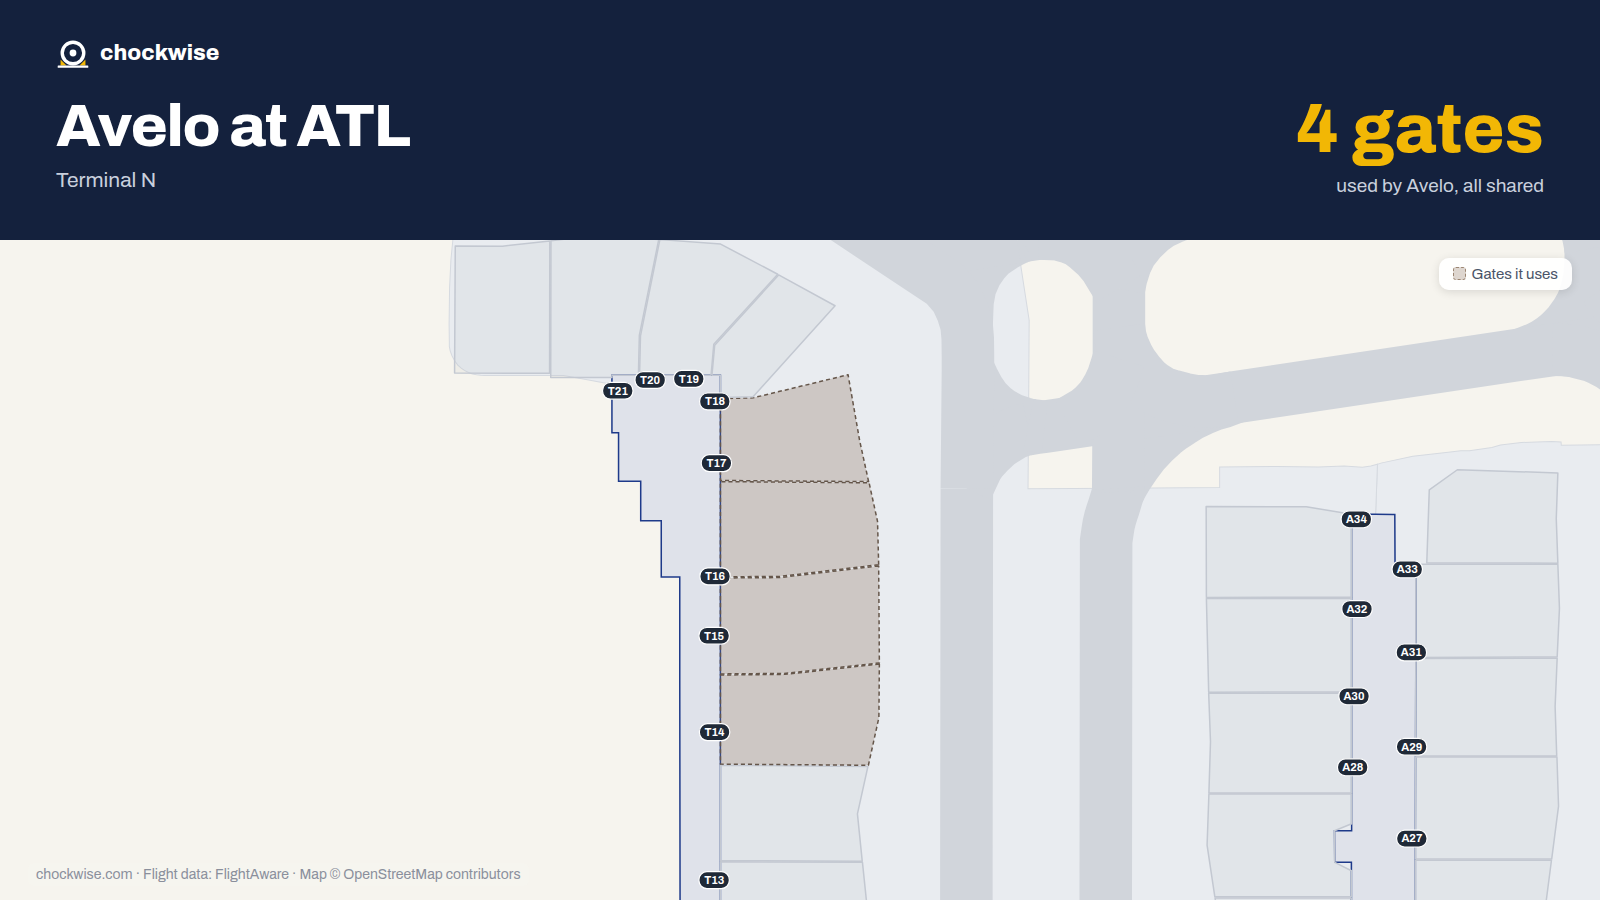 chockwise
Avelo at ATL
Terminal N
4 gates
used by Avelo, all shared
Gates it uses
T21
T20
T19
T18
T17
T16
T15
T14
T13
A34
A33
A32
A31
A30
A29
A28
A27
chockwise.com · Flight data: FlightAware · Map © OpenStreetMap contributors